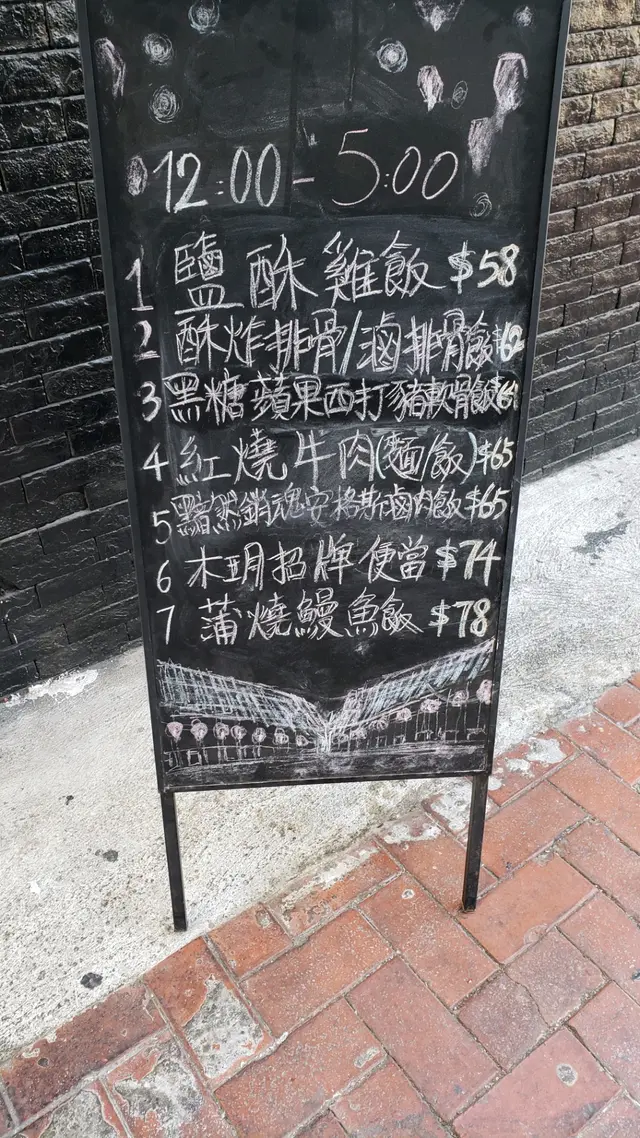 12:00-5:00
1 鹽酥雞飯 $58
2 酥炸排骨/滷排骨飯 $62
3 黑糖蘋果西打豬軟骨飯
4 紅燒牛肉(麵/飯) $65
5 黯然銷魂安格斯滷肉飯 $65
6 木玥招牌便當 $74
7 蒲燒鰻魚飯 $78